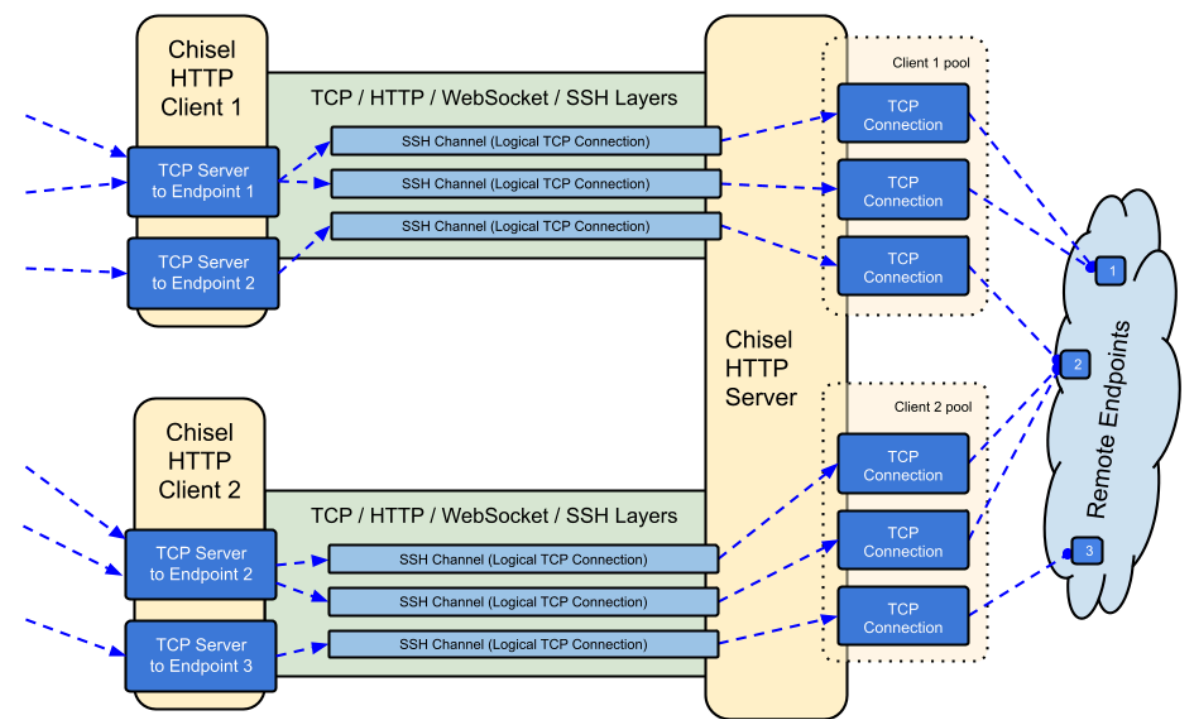 Chisel
HTTP
Client 1
TCP / HTTP / WebSocket / SSH Layers
SSH Channel (Logical TCP Connection)
SSH Channel (Logical TCP Connection)
SSH Channel (Logical TCP Connection)
TCP Server
to Endpoint 1
TCP Server
to Endpoint 2
Client 1 pool
TCP
Connection
TCP
Connection
TCP
Connection
Chisel
HTTP
Server
1
2
3
Remote Endpoints
Chisel
HTTP
Client 2
TCP / HTTP / WebSocket / SSH Layers
SSH Channel (Logical TCP Connection)
SSH Channel (Logical TCP Connection)
SSH Channel (Logical TCP Connection)
TCP Server
to Endpoint 2
TCP Server
to Endpoint 3
Client 2 pool
TCP
Connection
TCP
Connection
TCP
Connection